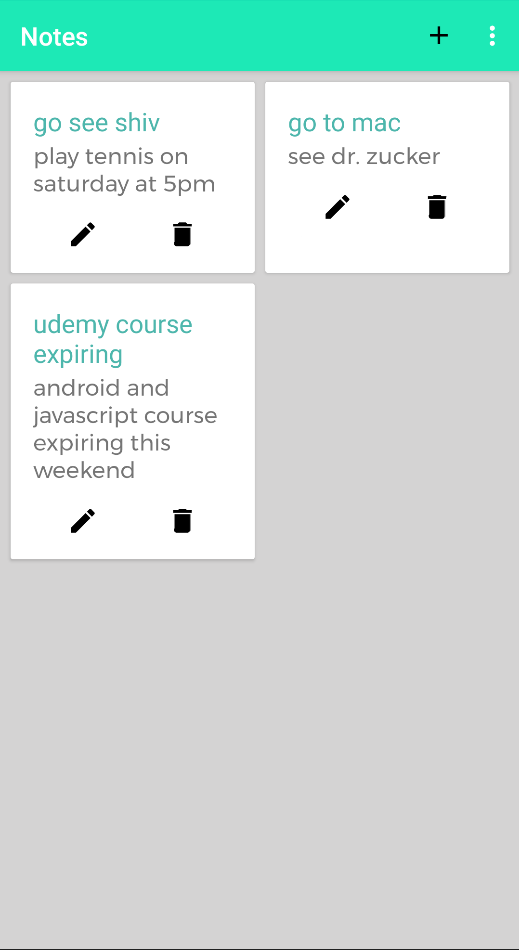 Notes
go see shiv
play tennis on
saturday at 5pm
go to mac
see dr. zucker
udemy course
expiring
android and
javascript course
expiring this
weekend